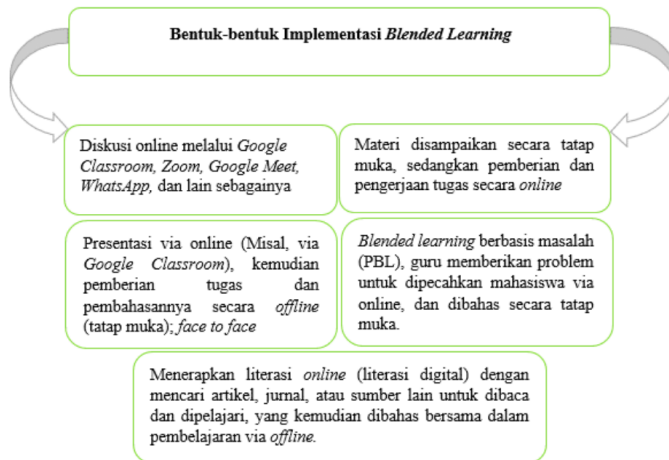 Bentuk-bentuk Implementasi Blended Learning
Diskusi online melalui Google
Classroom, Zoom, Google Meet,
WhatsApp, dan lain sebagainya
Materi disampaikan secara tatap
muka, sedangkan pemberian dan
pengerjaan tugas secara online
Presentasi via online (Misal, via
Google Classroom), kemudian
pemberian tugas dan
pembahasannya secara offline
(tatap muka); face to face
Blended learning berbasis masalah
(PBL), guru memberikan problem
untuk dipecahkan mahasiswa via
online, dan dibahas secara tatap
muka.
Menerapkan literasi online (literasi digital) dengan
mencari artikel, jurnal, atau sumber lain untuk dibaca
dan dipelajari, yang kemudian dibahas bersama dalam
pembelajaran via offline.